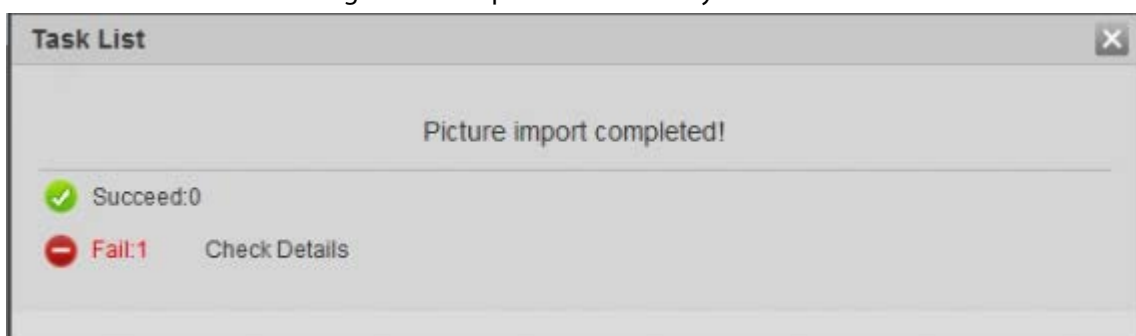 Task List
Picture import completed!
Succeed:0
Fail:1 Check Details